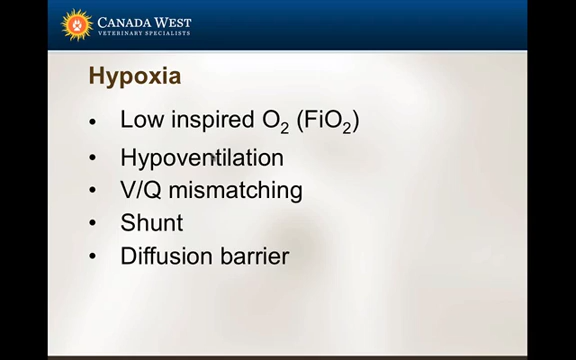 CANADA WEST
VETERINARY SPECIALISTS
Hypoxia
• Low inspired O₂ (FiO₂)
• Hypoventilation
• V/Q mismatching
• Shunt
• Diffusion barrier